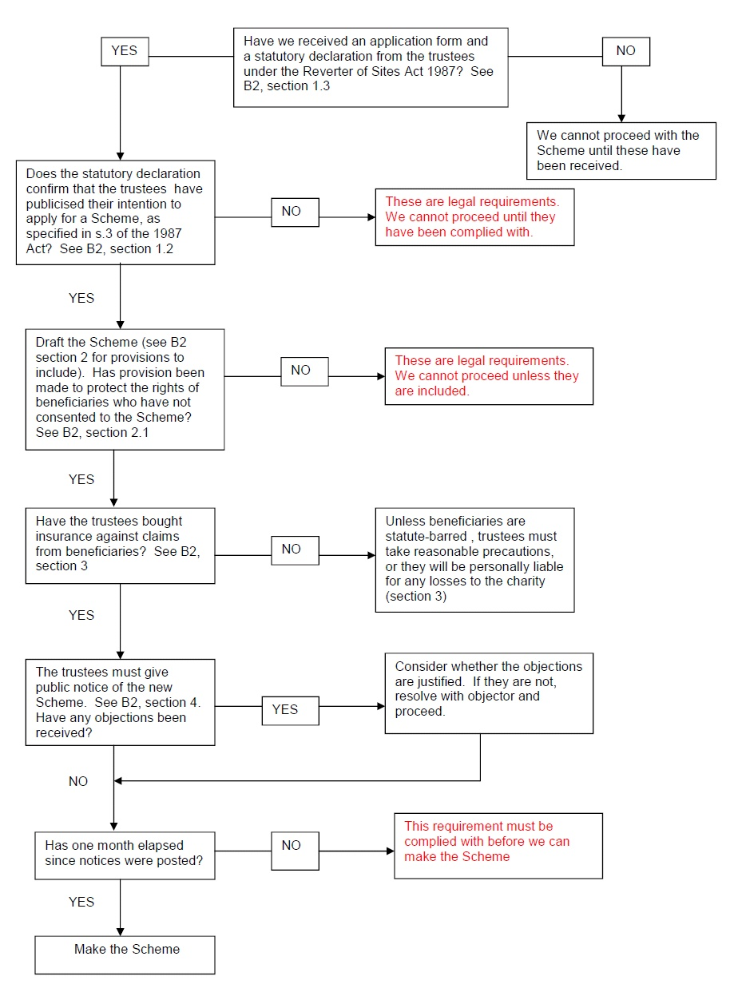 YES
Have we received an application form and
a statutory declaration from the trustees
under the Reverter of Sites Act 1987? See
B2, section 1.3
NO
We cannot proceed with the
Scheme until these have
been received.
Does the statutory declaration
confirm that the trustees have
publicised their intention to
apply for a Scheme, as
specified in s.3 of the 1987
Act? See B2, section 1.2
NO
These are legal requirements.
We cannot proceed until they
have been complied with.
YES
Draft the Scheme (see B2
section 2 for provisions to
include). Has provision been
made to protect the rights of
beneficiaries who have not
consented to the Scheme?
See B2, section 2.1
NO
These are legal requirements.
We cannot proceed unless they
are included.
YES
Have the trustees bought
insurance against claims
from beneficiaries? See B2,
section 3
NO
Unless beneficiaries are
statute-barred , trustees must
take reasonable precautions,
or they will be personally liable
for any losses to the charity
(section 3)
YES
The trustees must give
public notice of the new
Scheme. See B2, section 4.
Have any objections been
received?
YES
Consider whether the objections
are justified. If they are not,
resolve with objector and
proceed.
NO
Has one month elapsed
since notices were posted?
NO
This requirement must be
complied with before we can
make the Scheme
YES
Make the Scheme